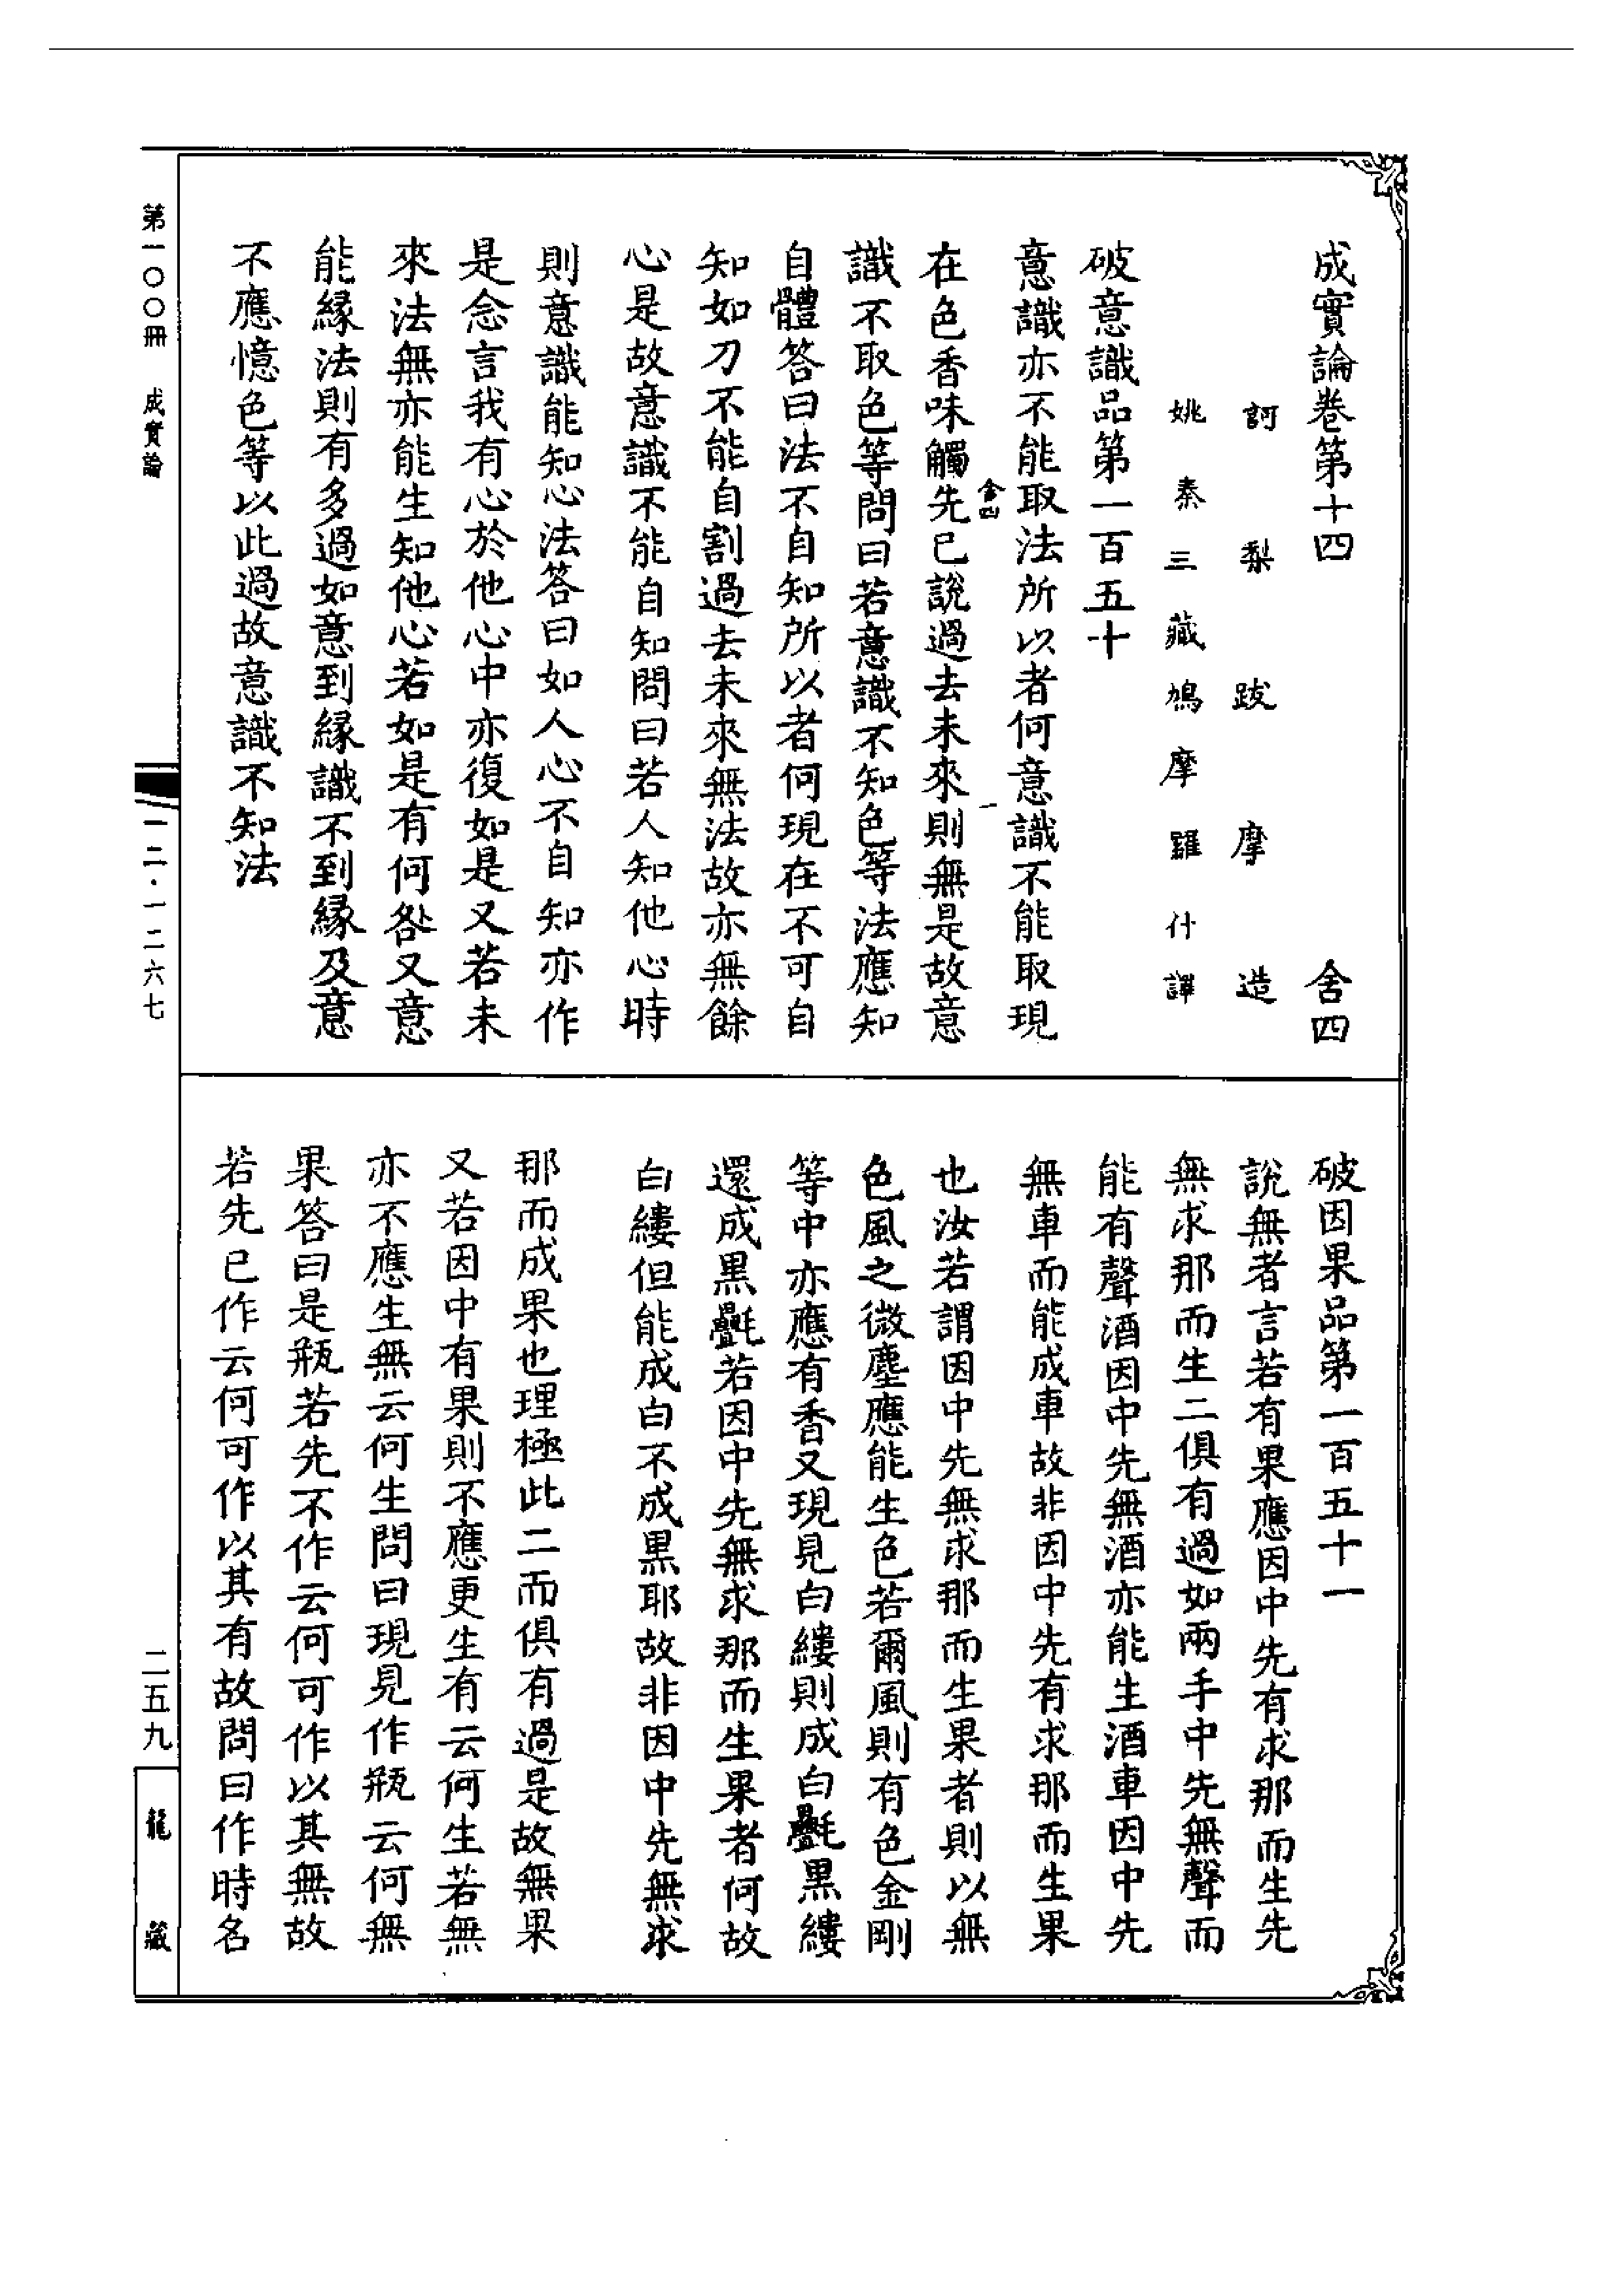 成實論卷第十四　舍四
訶梨跋摩造
姚秦三藏鳩摩羅什譯
破意識品第一百五十
意識亦不能取法所以者何意識不能取現
舍四　一
在色香味觸先已說過去未來則無是故意
識不取色等問曰若意識不知色等法應知
自體答曰法不自知所以者何現在不可自
知如刀不能自割過去未來無法故亦無餘
心是故意識不能自知問曰若人知他心時
則意識能知心法答曰如人心不自知亦作
是念言我有心於他心中亦復如是又若未
來法無亦能生知他心若如是有何咎又意
能緣法則有多過如意到緣識不到緣及意
不應憶色等以此過故意識不知法
破因果品第一百五十一
說無者言若有果應因中先有求那而生先
無求那而生二俱有過如兩手中先無聲而
能有聲酒因中先無酒亦能生酒車因中先
無車而能成車故非因中先有求那而生果
也汝若謂因中先無求那而生果者則以無
色風之微塵應能生色若爾風則有色金剛
等中亦應有香又現見白縷則成白㲲黑縷
還成黑㲲若因中先無求那而生果者何故
白縷但能成白不成黑耶故非因中先無求
那而成果也理極此二而俱有過是故無果
又若因中有果則不應更生有云何生若無
亦不應生無云何生問曰現見作瓶云何無
果答曰是瓶若先不作云何可作以其無故
若先已作云何可作以其有故問曰作時名
第一〇〇冊　成實論
一二·一二六七
二五九
龍藏